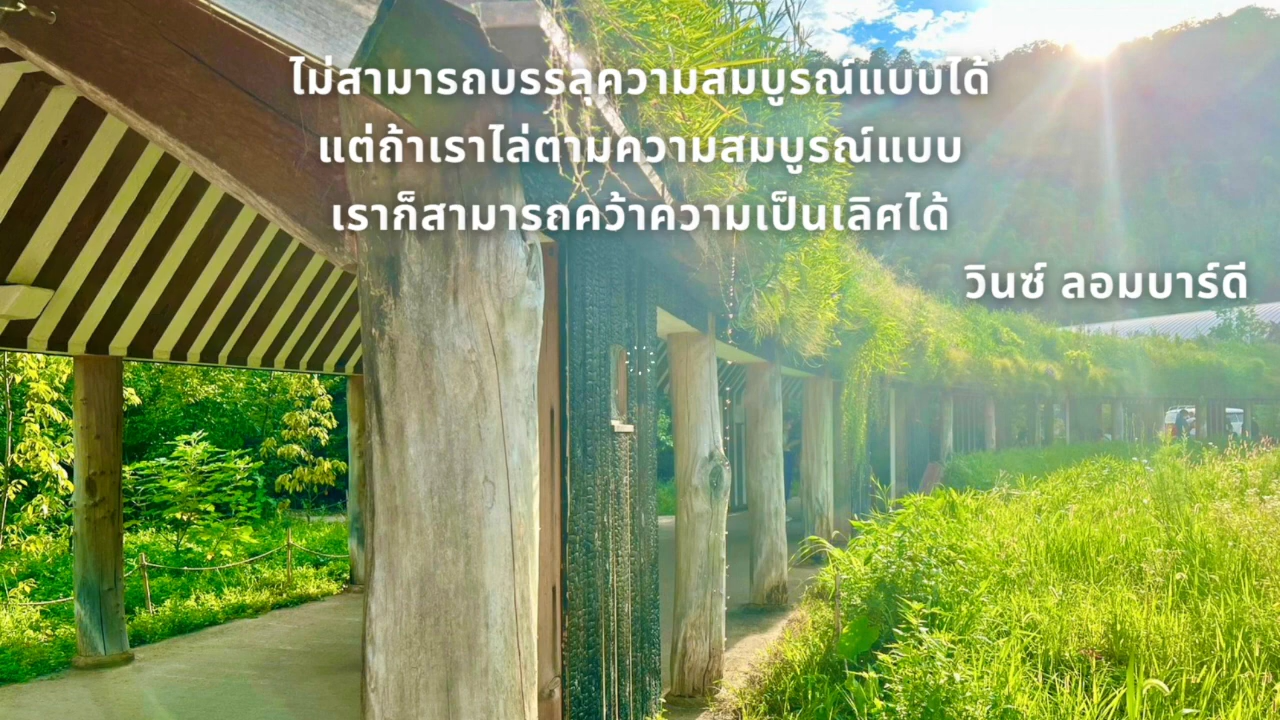 ไม่สามารถบรรลุความสมบูรณ์แบบได้
แต่ถ้าเราไล่ตามความสมบูรณ์แบบ
เราก็สามารถคว้าความเป็นเลิศได้
วินซ์ ลอมบาร์ดี